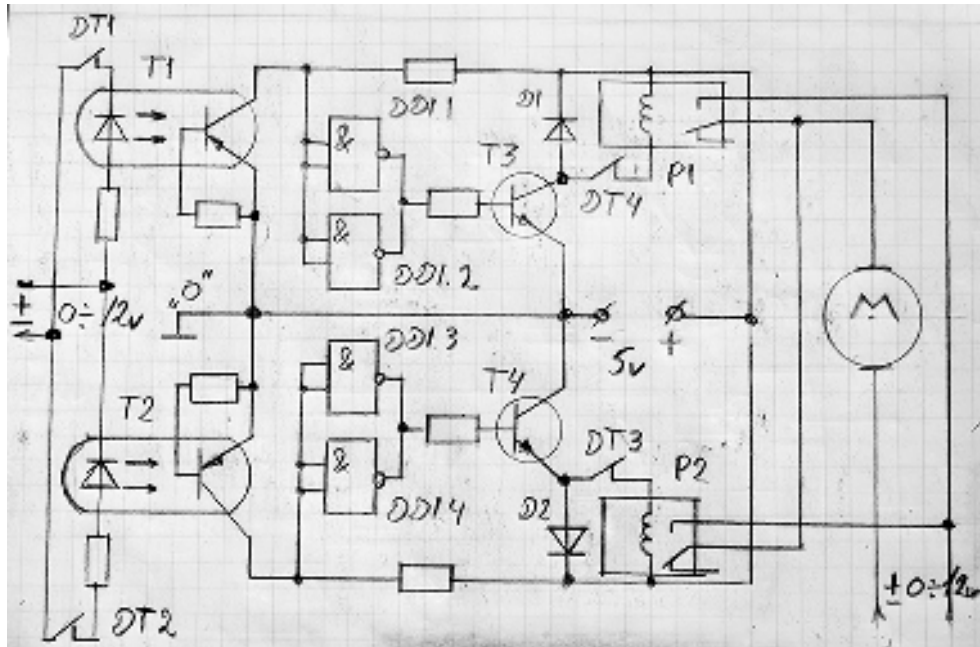 DT1
T1
DD1.1
D1
&
T3
P1
DT4
&
DD1.2
± 0÷12v
„0"
M
DD1.3
- 5v +
&
T4
T2
DT3
P2
&
D2
DD1.4
± 0÷12v
DT2